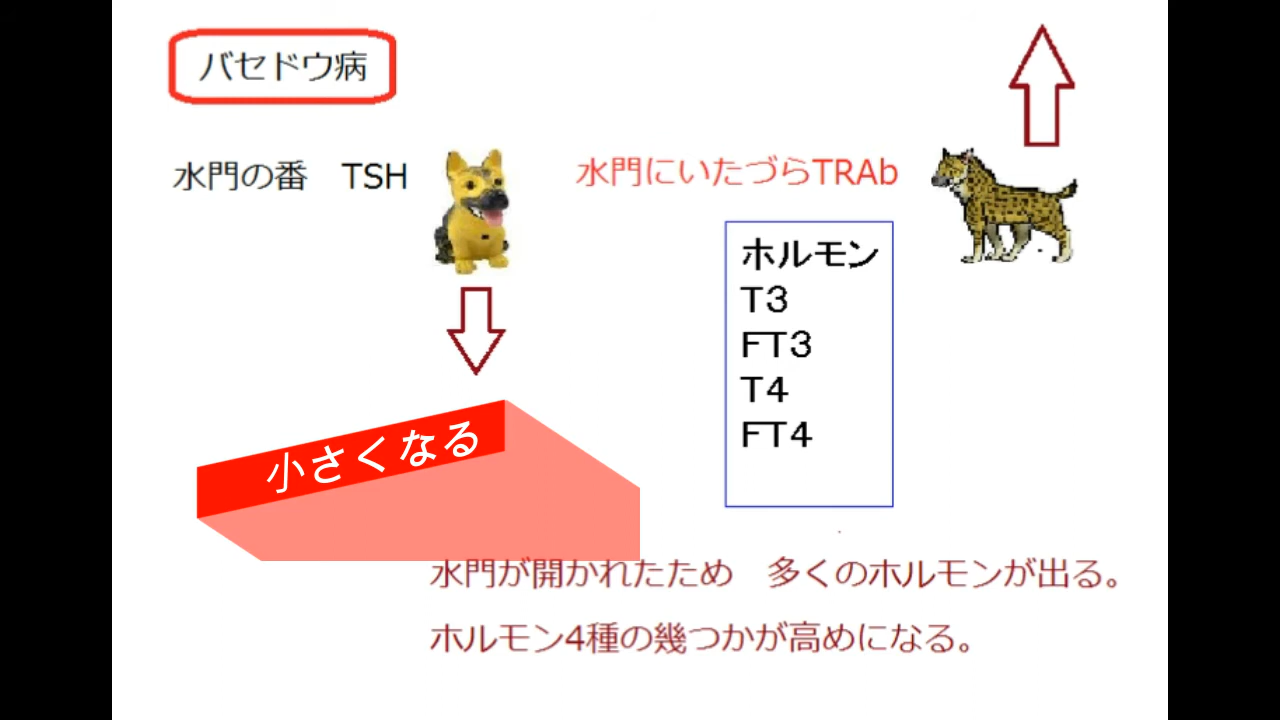 バセドウ病
水門の番　TSH
水門にいたづらTRAb
ホルモン
T3
FT3
T4
FT4
小さくなる
水門が開かれたため　多くのホルモンが出る。
ホルモン4種の幾つかが高めになる。